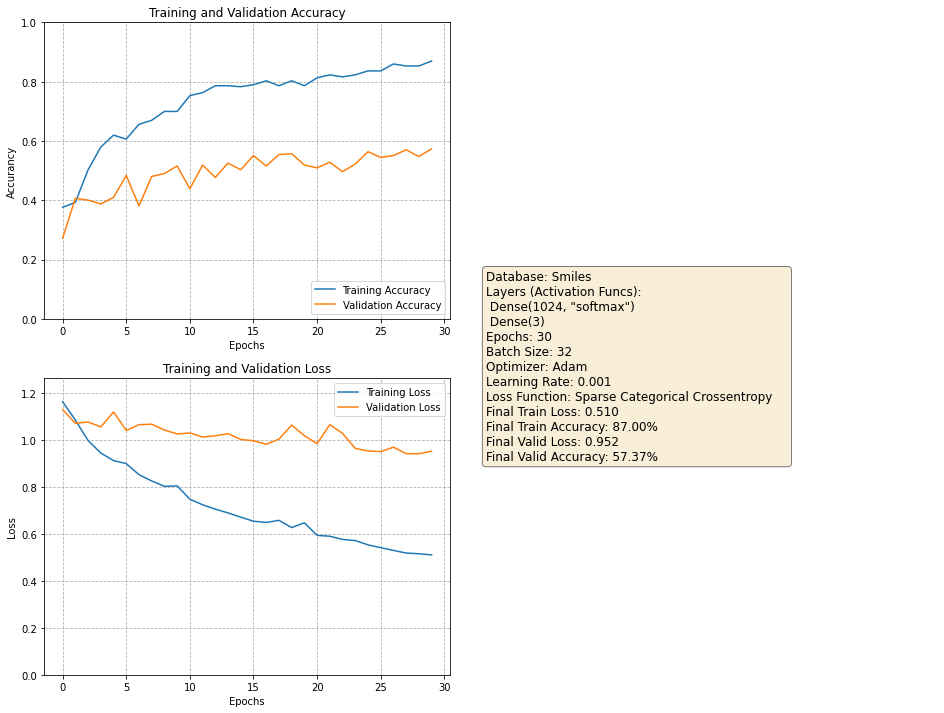 Training and Validation Accuracy
1.0
0.8
0.6
0.4
0.2
0.0
Accurancy
Training Accuracy
Validation Accuracy
0 5 10 15 20 25 30
Epochs
Training and Validation Loss
1.2
1.0
0.8
0.6
0.4
0.2
0.0
Loss
Training Loss
Validation Loss
0 5 10 15 20 25 30
Epochs
Database: Smiles
Layers (Activation Funcs):
Dense(1024, "softmax")
Dense(3)
Epochs: 30
Batch Size: 32
Optimizer: Adam
Learning Rate: 0.001
Loss Function: Sparse Categorical Crossentropy
Final Train Loss: 0.510
Final Train Accuracy: 87.00%
Final Valid Loss: 0.952
Final Valid Accuracy: 57.37%